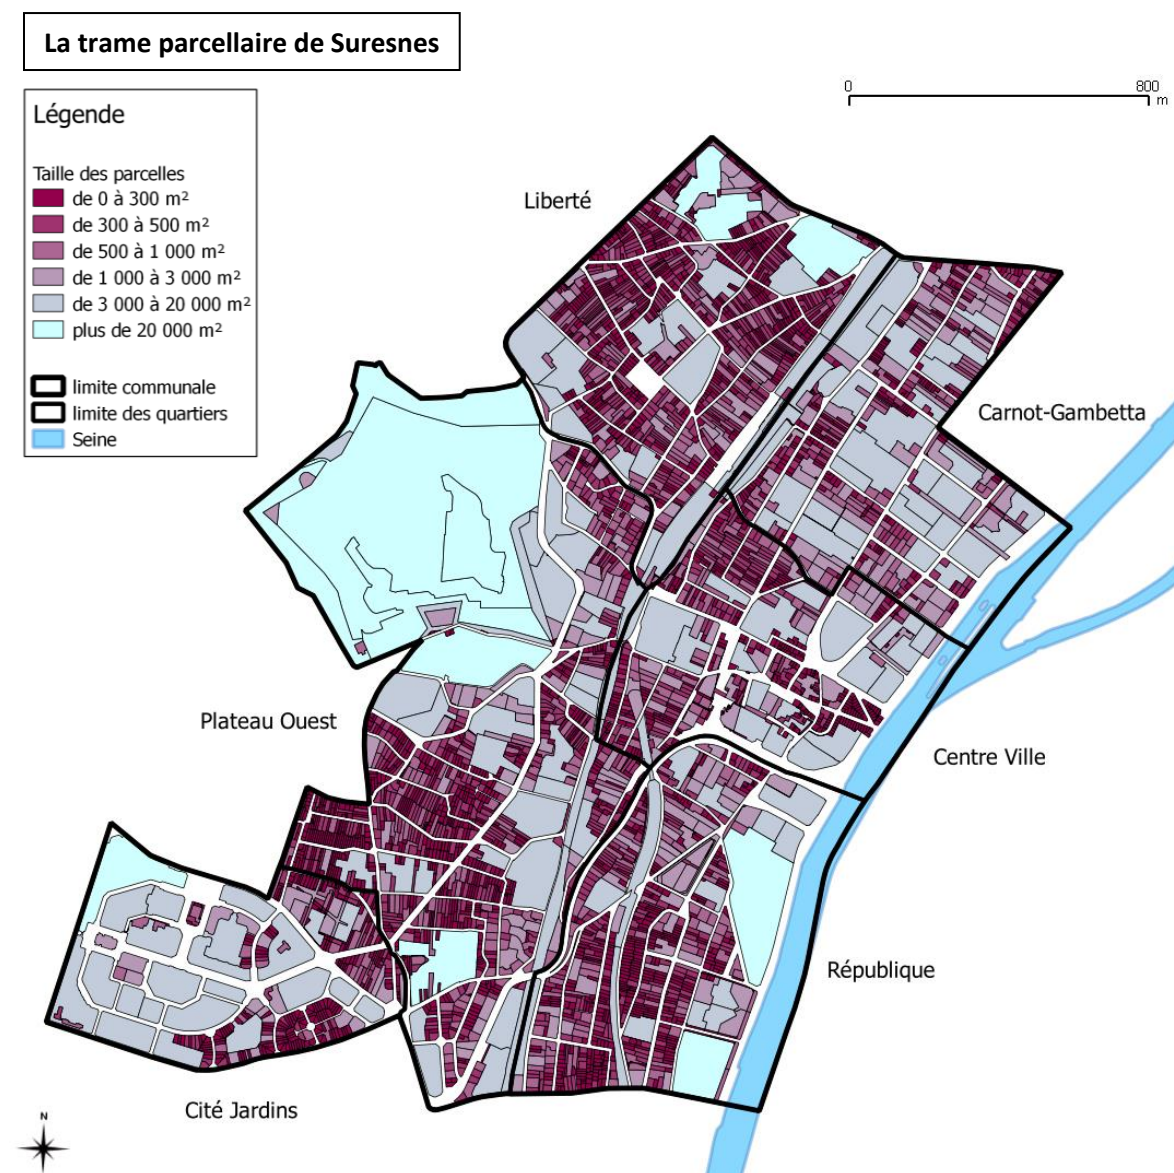 La trame parcellaire de Suresnes
Légende
Taille des parcelles
de 0 à 300 m²
de 300 à 500 m²
de 500 à 1 000 m²
de 1 000 à 3 000 m²
de 3 000 à 20 000 m²
plus de 20 000 m²
limite communale
limite des quartiers
Seine
0 800
m
Liberté
Carnot-Gambetta
Plateau Ouest
Centre Ville
République
Cité Jardins
N